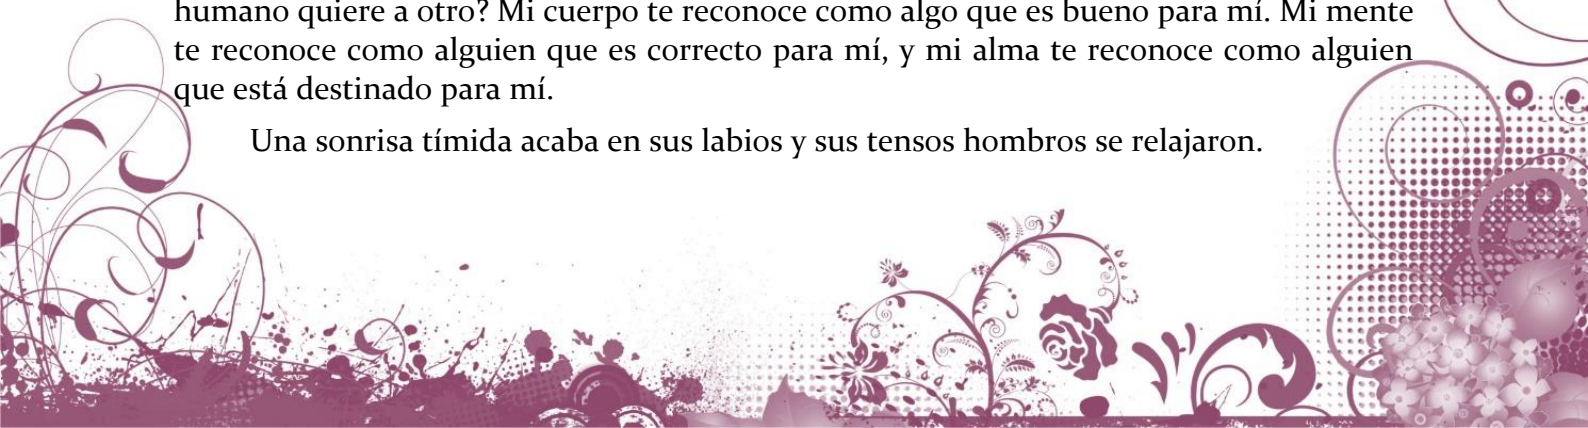 humano quiere a otro? Mi cuerpo te reconoce como algo que es bueno para mí. Mi mente
te reconoce como alguien que es correcto para mí, y mi alma te reconoce como alguien
que está destinado para mí.
Una sonrisa tímida acaba en sus labios y sus tensos hombros se relajaron.